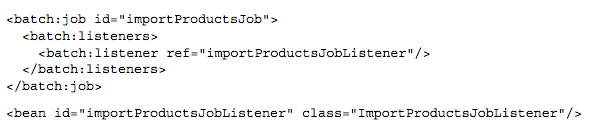 <batch:job id="importProductsJob">
  <batch:listeners>
    <batch:listener ref="importProductsJobListener"/>
  </batch:listeners>
</batch:job>
<bean id="importProductsJobListener" class="ImportProductsJobListener"/>